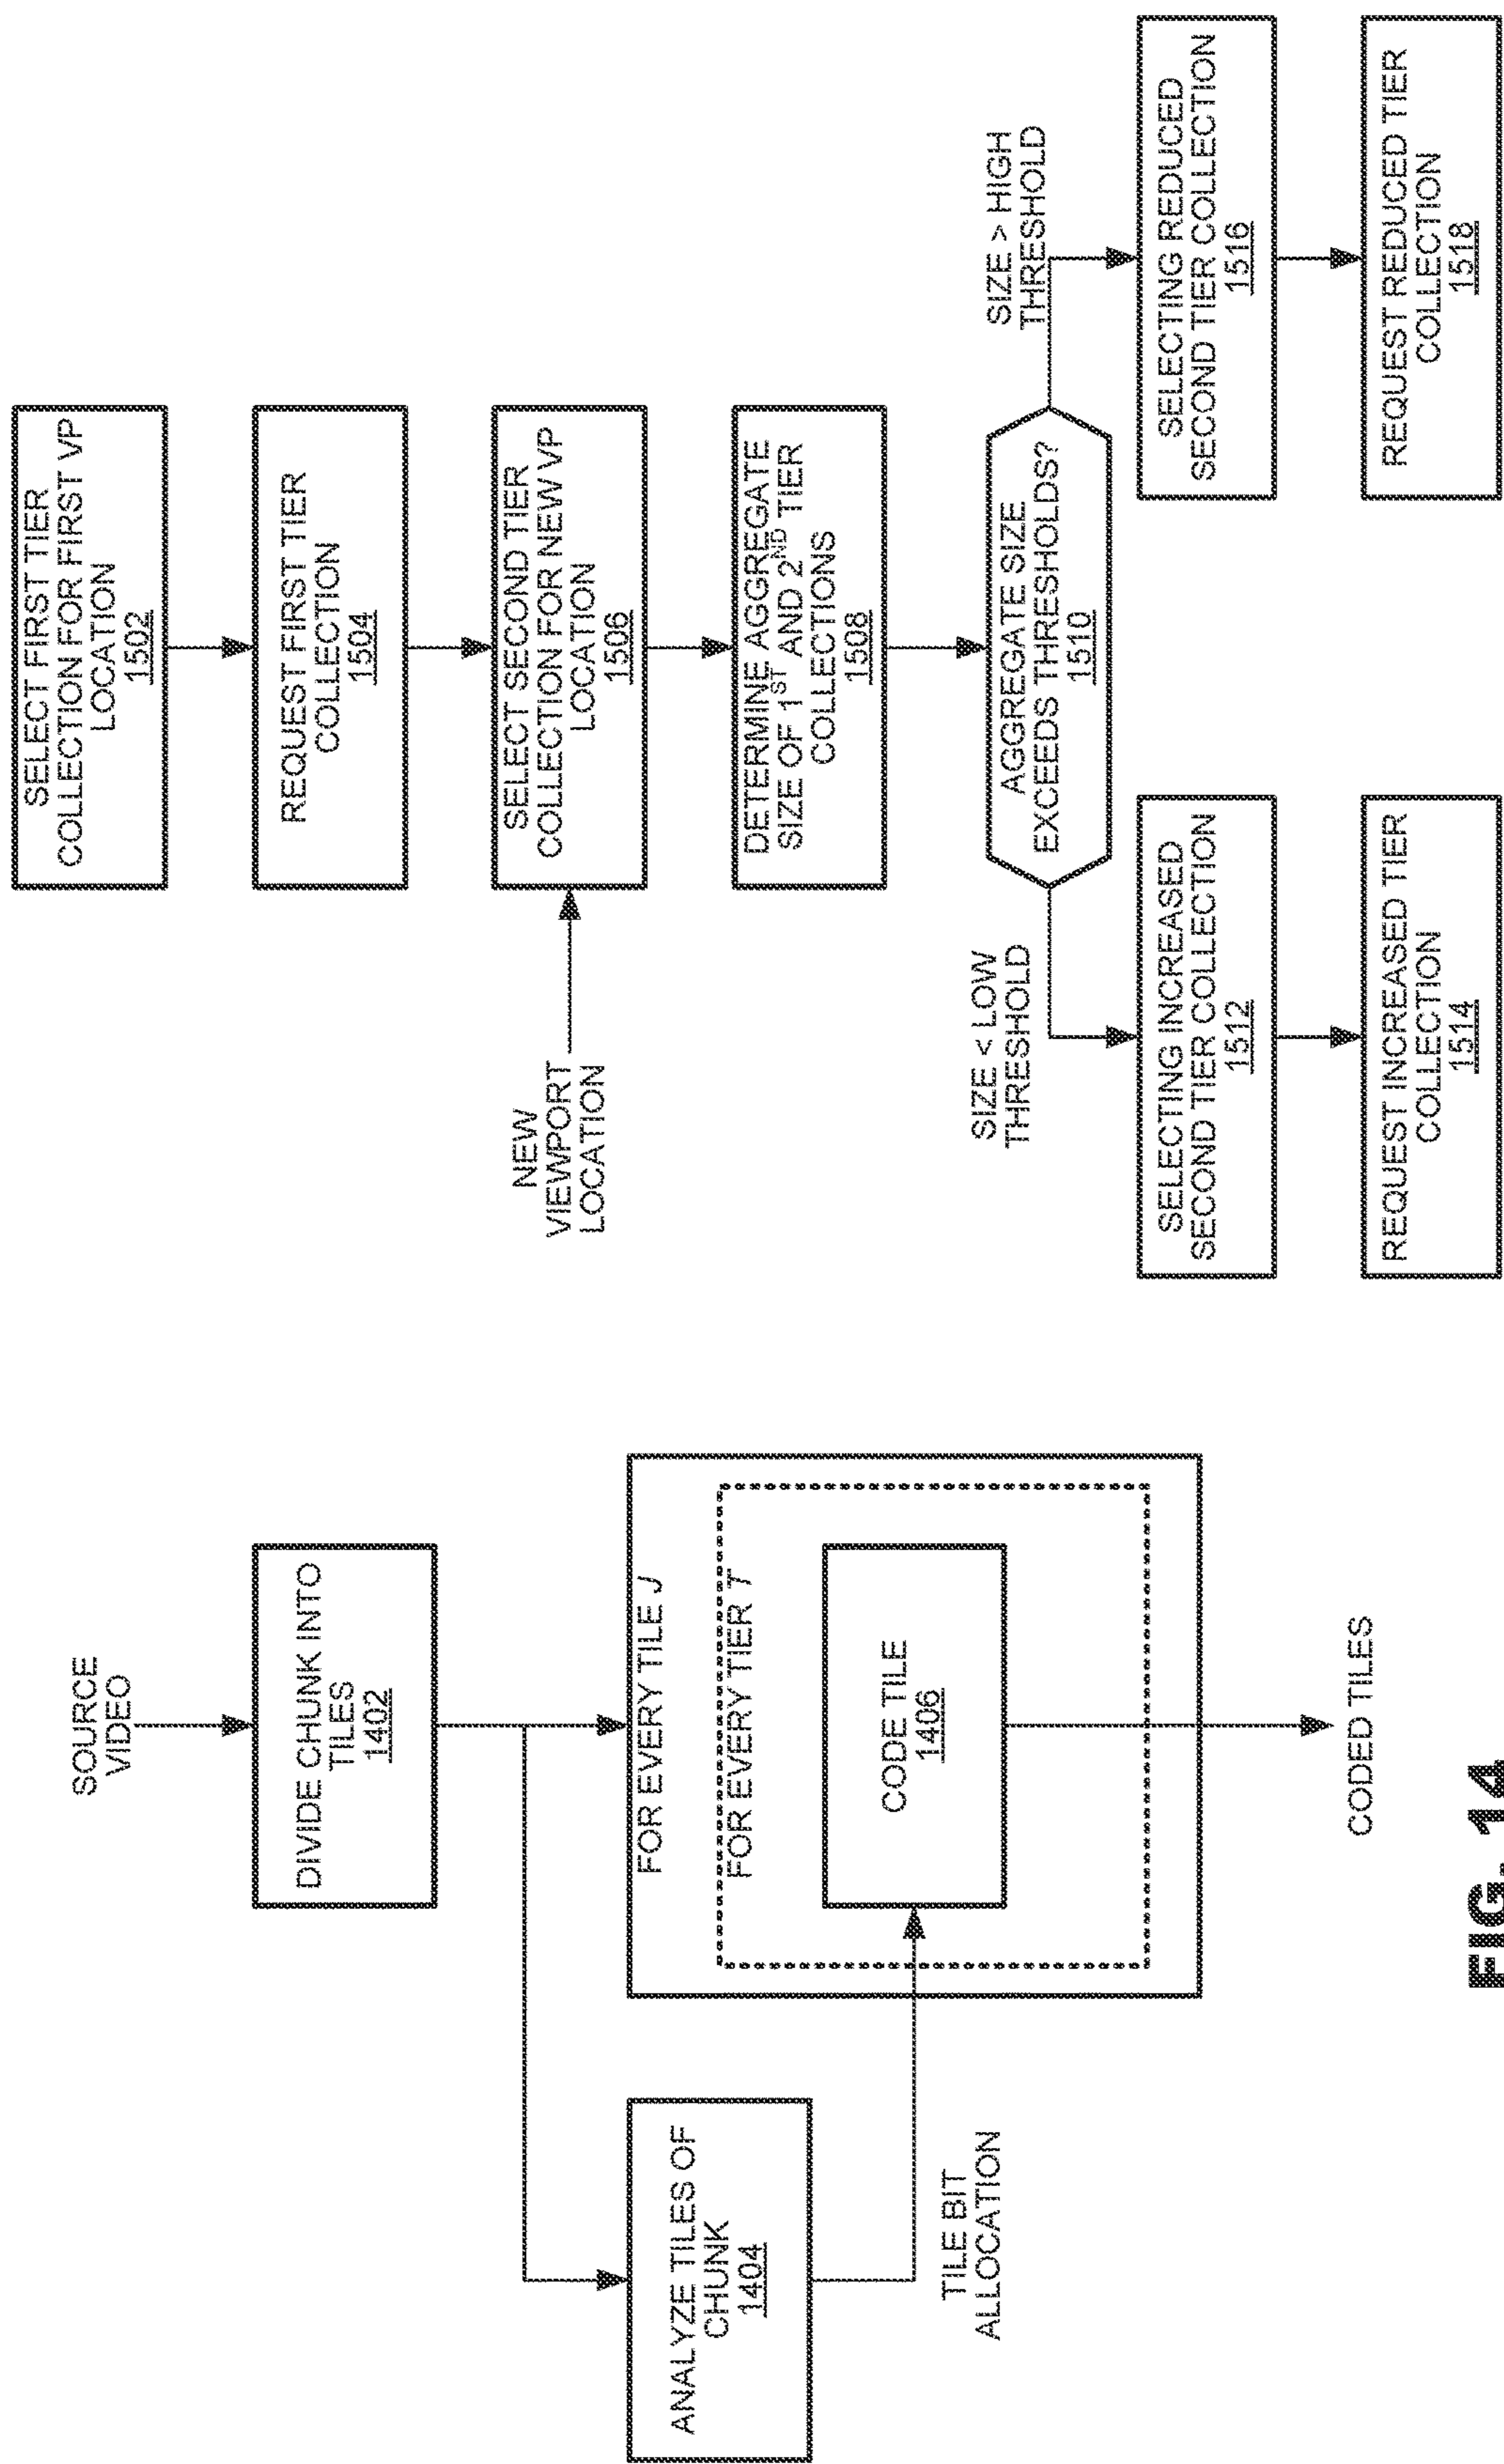 SOURCE
VIDEO
DIVIDE CHUNK INTO
TILES
1402
ANALYZE TILES OF
CHUNK
1404
FOR EVERY TILE J
FOR EVERY TIER T
CODE TILE
1406
TILE BIT
ALLOCATION
CODED TILES
FIG. 14
SELECT FIRST TIER
COLLECTION FOR FIRST VP
LOCATION
1502
REQUEST FIRST TIER
COLLECTION
1504
NEW
VIEWPORT
LOCATION
SELECT SECOND TIER
COLLECTION FOR NEW VP
LOCATION
1506
DETERMINE AGGREGATE
SIZE OF 1ST AND 2ND TIER
COLLECTIONS
1508
AGGREGATE SIZE
EXCEEDS THRESHOLDS?
1510
SIZE < LOW
THRESHOLD
SIZE > HIGH
THRESHOLD
SELECTING INCREASED
SECOND TIER COLLECTION
1512
SELECTING REDUCED
SECOND TIER COLLECTION
1516
REQUEST INCREASED TIER
COLLECTION
1514
REQUEST REDUCED TIER
COLLECTION
1518